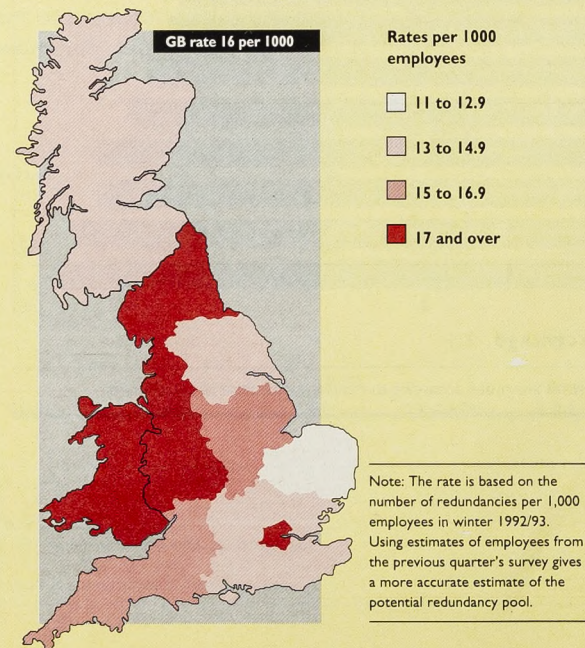 GB rate 16 per 1000
Rates per 1000
employees
11 to 12.9
13 to 14.9
15 to 16.9
17 and over
Note: The rate is based on the
number of redundancies per 1,000
employees in winter 1992/93.
Using estimates of employees from
the previous quarter's survey gives
a more accurate estimate of the
potential redundancy pool.